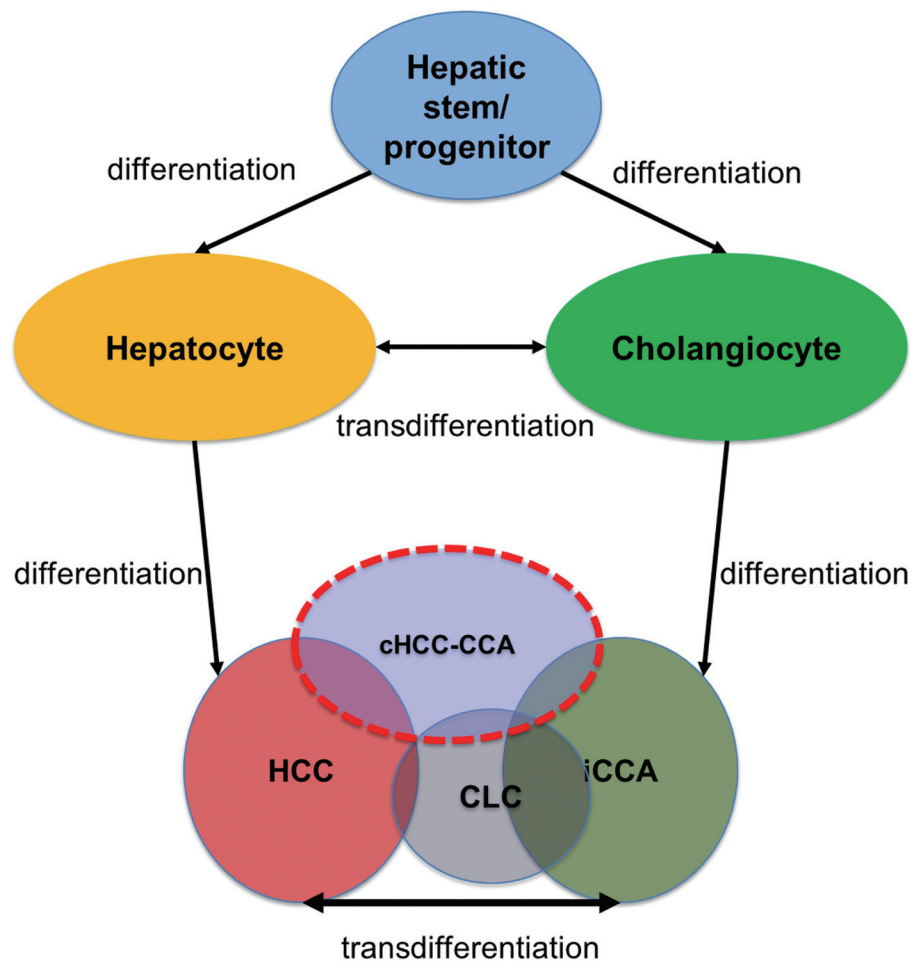 Hepatic
stem/
progenitor
differentiation
differentiation
Hepatocyte
Cholangiocyte
transdifferentiation
differentiation
differentiation
cHCC-CCA
HCC
iCCA
CLC
transdifferentiation